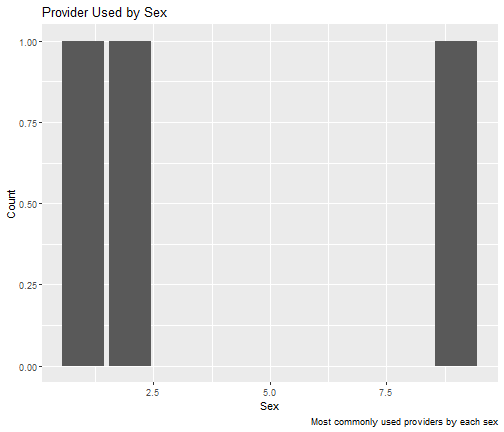 Provider Used by Sex
1.00
0.75
0.50
0.25
0.00
Count
2.5 5.0 7.5
Sex
Most commonly used providers by each sex